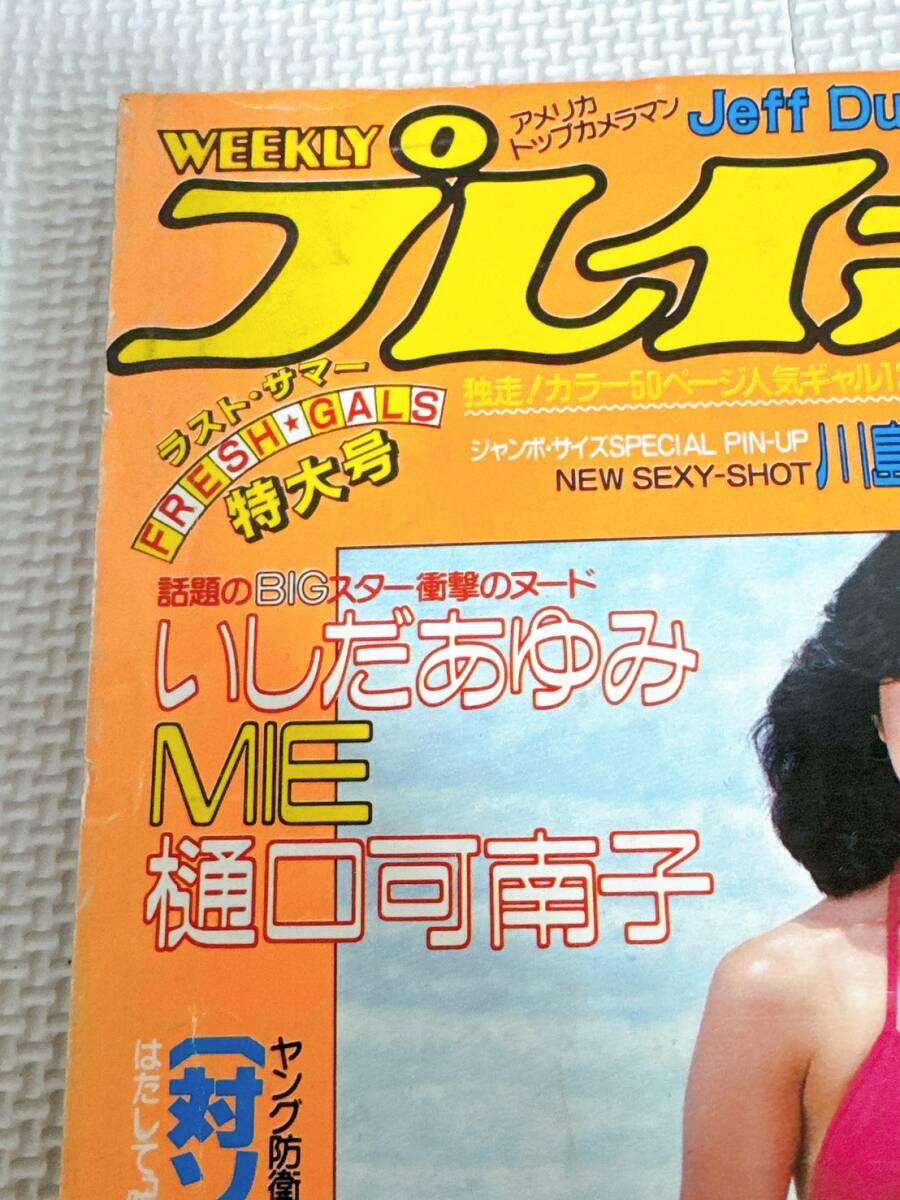 WEEKLY
アメリカ
トップカメラマン
Jeff Du
プレイ
ラスト・サマー
FRESH★GALS
特大号
独走!カラー50ページ人気ギャル1
ジャンボ・サイズSPECIAL PIN-UP
NEW SEXY-SHOT
川島
話題のBIGスター衝撃のヌード
いしだあゆみ
MIE
樋口可南子
ヤング防衛
〔対ソ
はたして